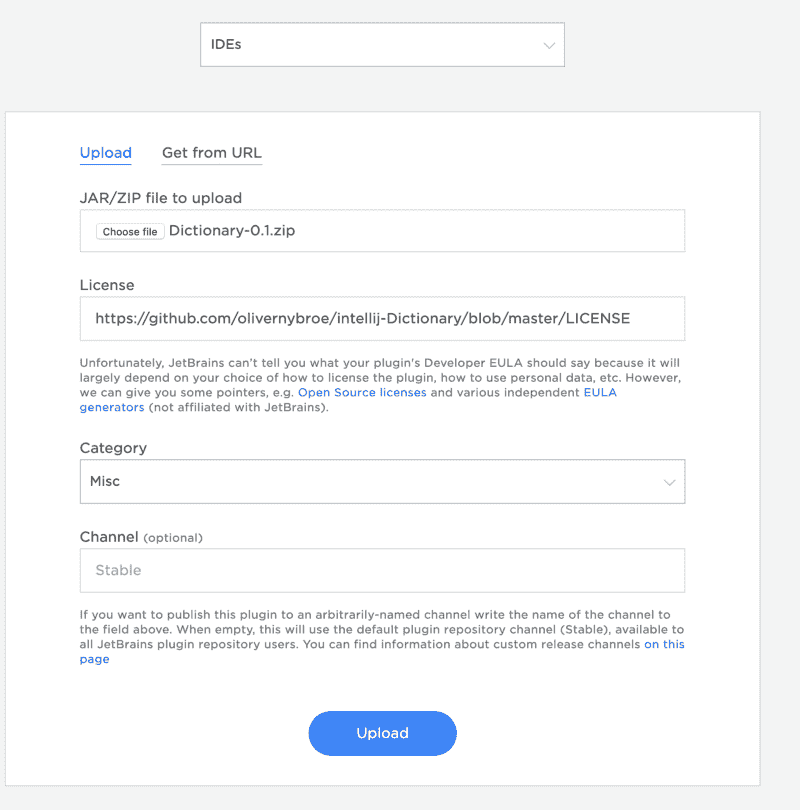 IDEs
Upload Get from URL
JAR/ZIP file to upload
Choose file Dictionary-0.1.zip
License
https://github.com/olivernybroe/intellij-Dictionary/blob/master/LICENSE
Unfortunately, JetBrains can't tell you what your plugin's Developer EULA should say because it will
largely depend on your choice of how to license the plugin, how to use personal data, etc. However,
we can give you some pointers, e.g. Open Source licenses and various independent EULA
generators (not affiliated with JetBrains).
Category
Misc
Channel (optional)
Stable
If you want to publish this plugin to an arbitrarily-named channel write the name of the channel to
the field above. When empty, this will use the default plugin repository channel (Stable), available to
all JetBrains plugin repository users. You can find information about custom release channels on this
page
Upload